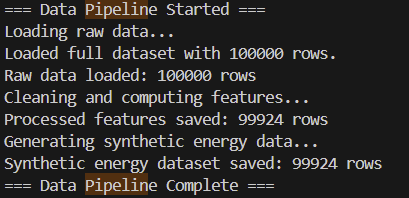 === Data Pipeline Started ===
Loading raw data...
Loaded full dataset with 100000 rows.
Raw data loaded: 100000 rows
Cleaning and computing features...
Processed features saved: 99924 rows
Generating synthetic energy data...
Synthetic energy dataset saved: 99924 rows
=== Data Pipeline Complete ===